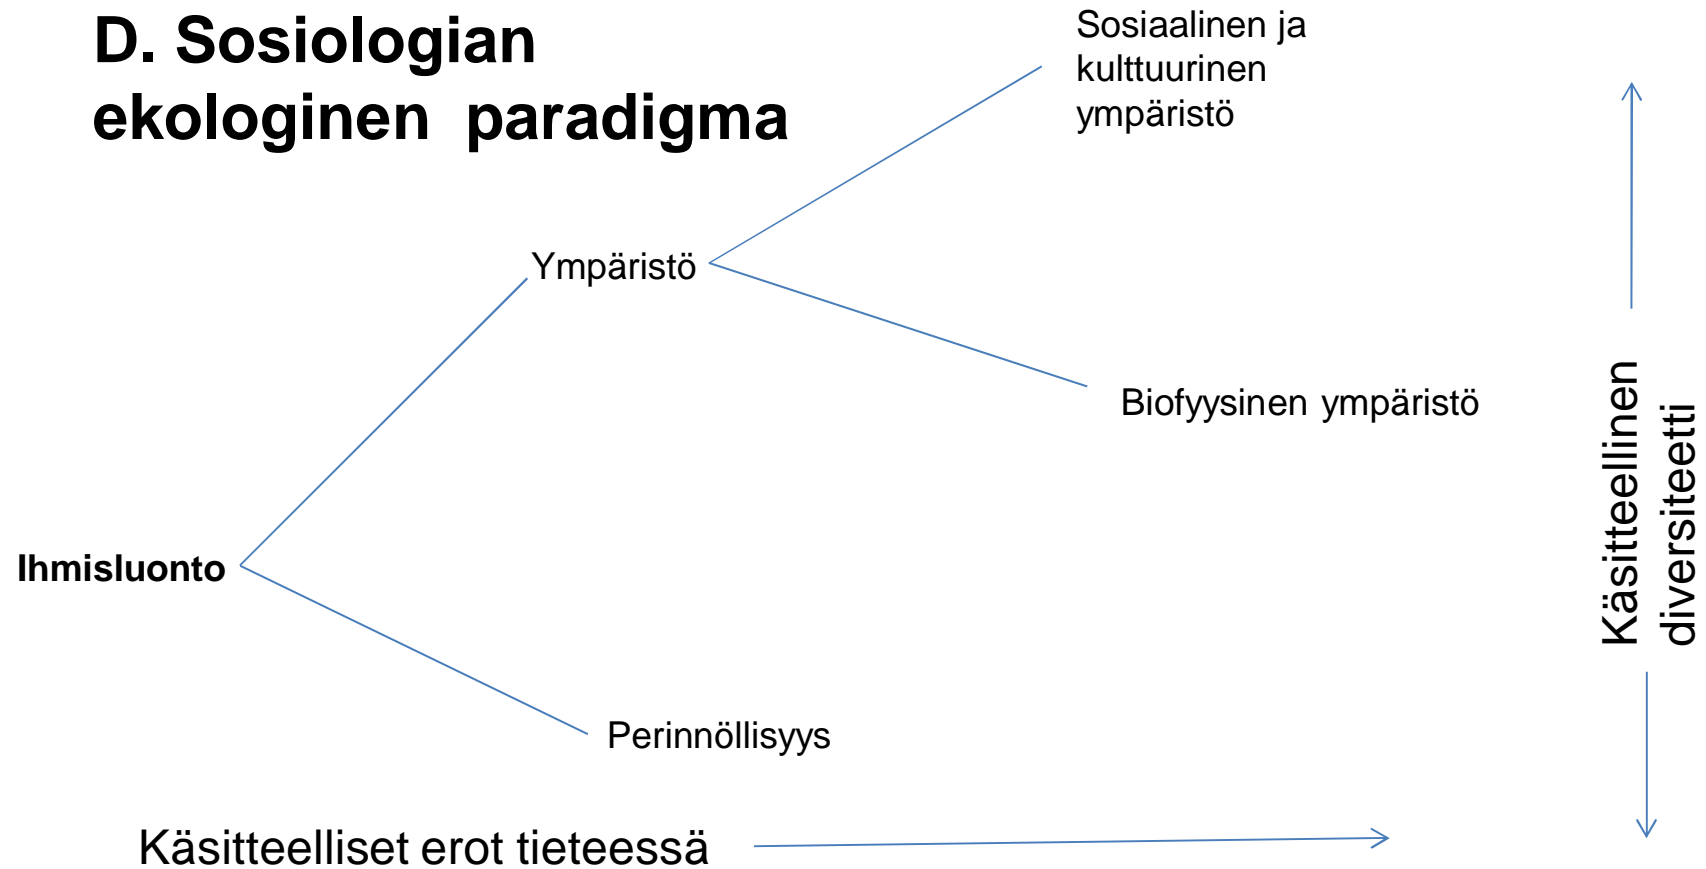 D. Sosiologian
ekologinen paradigma
Sosiaalinen ja
kulttuurinen
ympäristö
Ympäristö
Biofyysinen ympäristö
Käsitteellinen
diversiteetti
Ihmisluonto
Perinnöllisyys
Käsitteelliset erot tieteessä